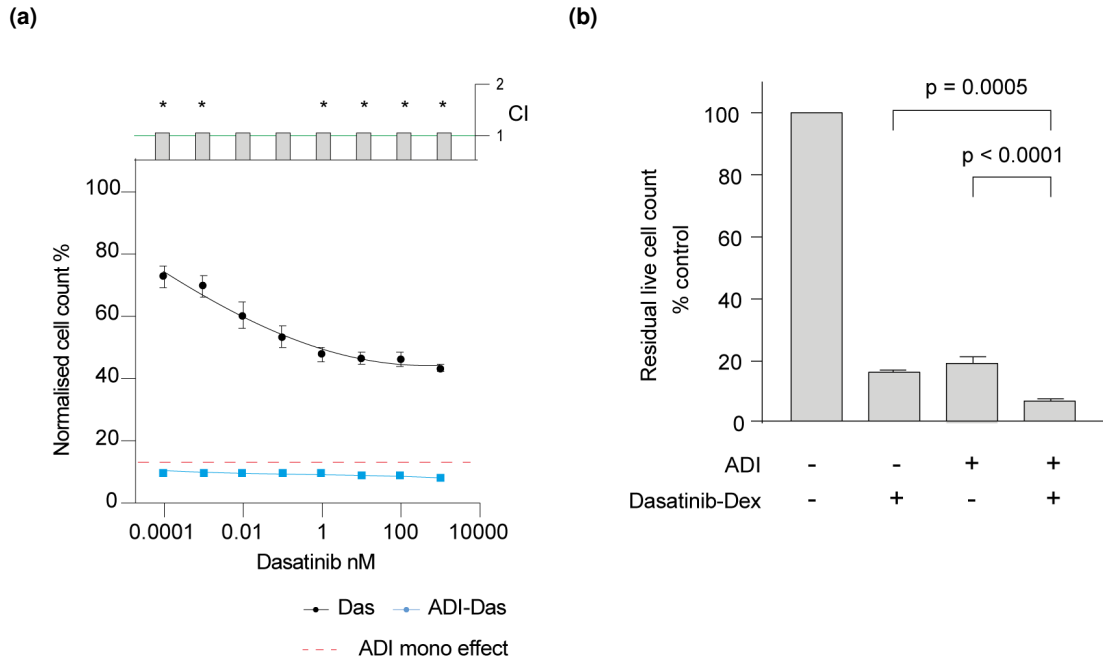 (a)
(b)
* * * * * *
2
CI
1
100
80
60
40
20
0
Normalised cell count %
0.0001 0.01 1 100 10000
Dasatinib nM
Das ADI-Das
ADI mono effect
p = 0.0005
p < 0.0001
100
80
60
40
20
0
Residual live cell count
% control
ADI - - + +
Dasatinib-Dex - + - +